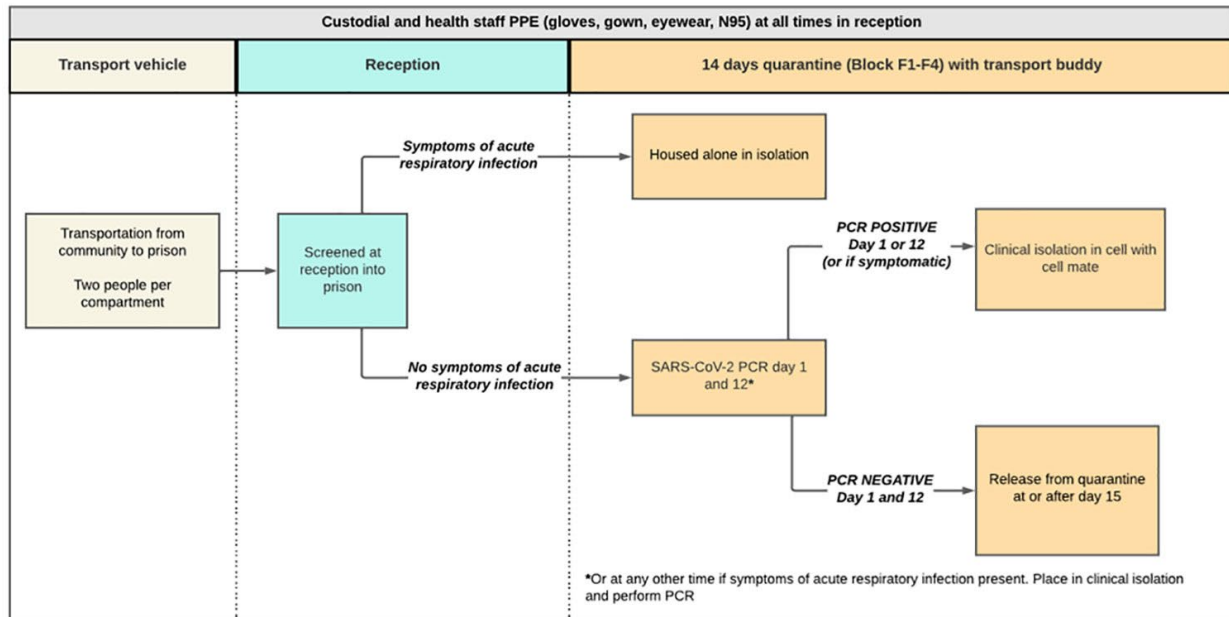 Custodial and health staff PPE (gloves, gown, eyewear, N95) at all times in reception
Transport vehicle
Reception
14 days quarantine (Block F1-F4) with transport buddy
Transportation from
community to prison
Two people per
compartment
Screened at
reception into
prison
Symptoms of acute
respiratory infection
Housed alone in isolation
No symptoms of acute
respiratory infection
SARS-CoV-2 PCR day 1
and 12*
PCR POSITIVE
Day 1 or 12
(or if symptomatic)
Clinical isolation in cell with
cell mate
PCR NEGATIVE
Day 1 and 12
Release from quarantine
at or after day 15
*Or at any other time if symptoms of acute respiratory infection present. Place in clinical isolation
and perform PCR